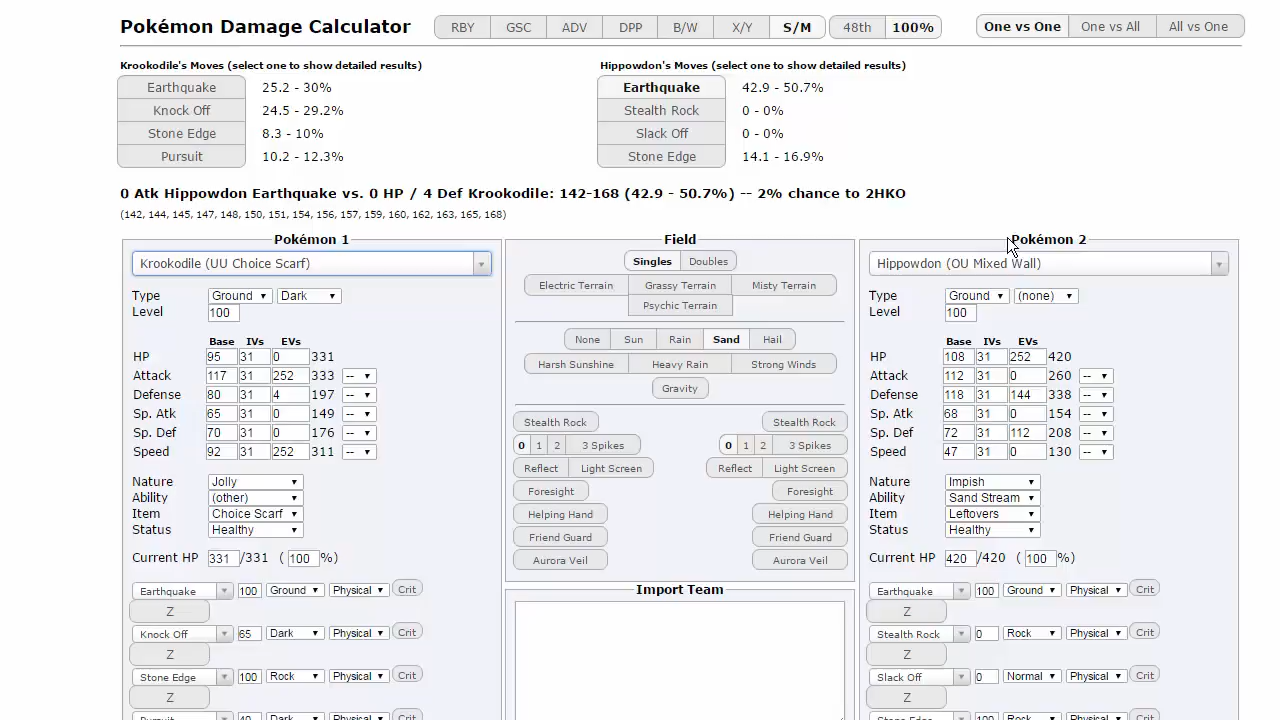 Pokémon Damage Calculator RBY GSC ADV DPP B/W X/Y S/M 48th 100% One vs One One vs All All vs One
Krookodile's Moves (select one to show detailed results) Hippowdon's Moves (select one to show detailed results)
Earthquake 25.2 - 30% Earthquake 42.9 - 50.7%
Knock Off 24.5 - 29.2% Stealth Rock 0 - 0%
Stone Edge 8.3 - 10% Slack Off 0 - 0%
Pursuit 10.2 - 12.3% Stone Edge 14.1 - 16.9%
0 Atk Hippowdon Earthquake vs. 0 HP / 4 Def Krookodile: 142-168 (42.9 - 50.7%) -- 2% chance to 2HKO
(142, 144, 145, 147, 148, 150, 151, 154, 156, 157, 159, 160, 162, 163, 165, 168)
Pokémon 1
Krookodile (UU Choice Scarf)
Type Ground Dark
Level 100
Base IVs EVs
HP 95 31 0 331
Attack 117 31 252 333 --
Defense 80 31 4 197 --
Sp. Atk 65 31 0 149 --
Sp. Def 70 31 0 176 --
Speed 92 31 252 311 --
Nature Jolly
Ability (other)
Item Choice Scarf
Status Healthy
Current HP 331 /331 ( 100 %)
Earthquake 100 Ground Physical Crit
Z
Knock Off 65 Dark Physical Crit
Z
Stone Edge 100 Rock Physical Crit
Z
Pursuit 40 Dark Physical Crit
Field
Singles Doubles
Electric Terrain Grassy Terrain Misty Terrain
Psychic Terrain
None Sun Rain Sand Hail
Harsh Sunshine Heavy Rain Strong Winds
Gravity
Stealth Rock Stealth Rock
0 1 2 3 Spikes 0 1 2 3 Spikes
Reflect Light Screen Reflect Light Screen
Foresight Foresight
Helping Hand Helping Hand
Friend Guard Friend Guard
Aurora Veil Aurora Veil
Import Team
Pokémon 2
Hippowdon (OU Mixed Wall)
Type Ground (none)
Level 100
Base IVs EVs
HP 108 31 252 420
Attack 112 31 0 260 --
Defense 118 31 144 338 --
Sp. Atk 68 31 0 154 --
Sp. Def 72 31 112 208 --
Speed 47 31 0 130 --
Nature Impish
Ability Sand Stream
Item Leftovers
Status Healthy
Current HP 420 /420 ( 100 %)
Earthquake 100 Ground Physical Crit
Z
Stealth Rock 0 Rock Physical Crit
Z
Slack Off 0 Normal Physical Crit
Z
Stone Edge 100 Rock Physical Crit